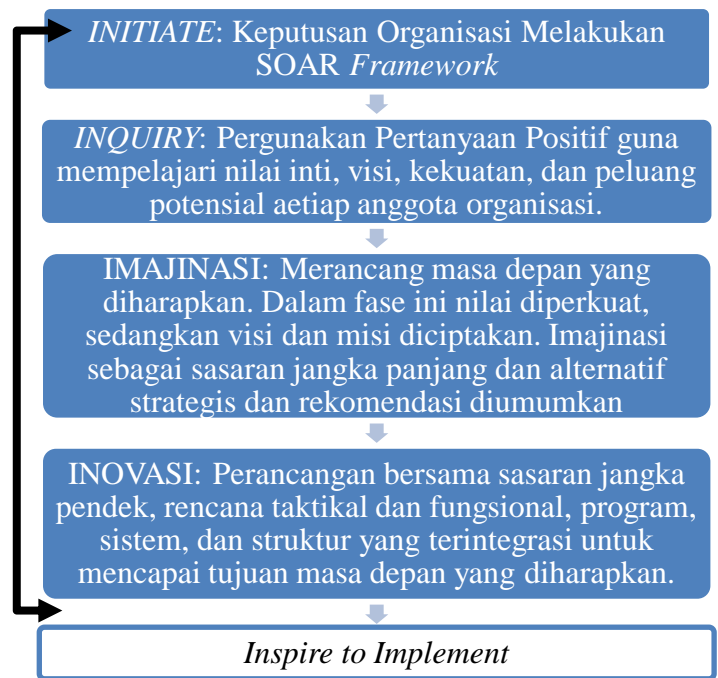 INITIATE: Keputusan Organisasi Melakukan
SOAR Framework
INQUIRY: Pergunakan Pertanyaan Positif guna
mempelajari nilai inti, visi, kekuatan, dan peluang
potensial aetiap anggota organisasi.
IMAJINASI: Merancang masa depan yang
diharapkan. Dalam fase ini nilai diperkuat,
sedangkan visi dan misi diciptakan. Imajinasi
sebagai sasaran jangka panjang dan alternatif
strategis dan rekomendasi diumumkan
INOVASI: Perancangan bersama sasaran jangka
pendek, rencana taktikal dan fungsional, program,
sistem, dan struktur yang terintegrasi untuk
mencapai tujuan masa depan yang diharapkan.
Inspire to Implement